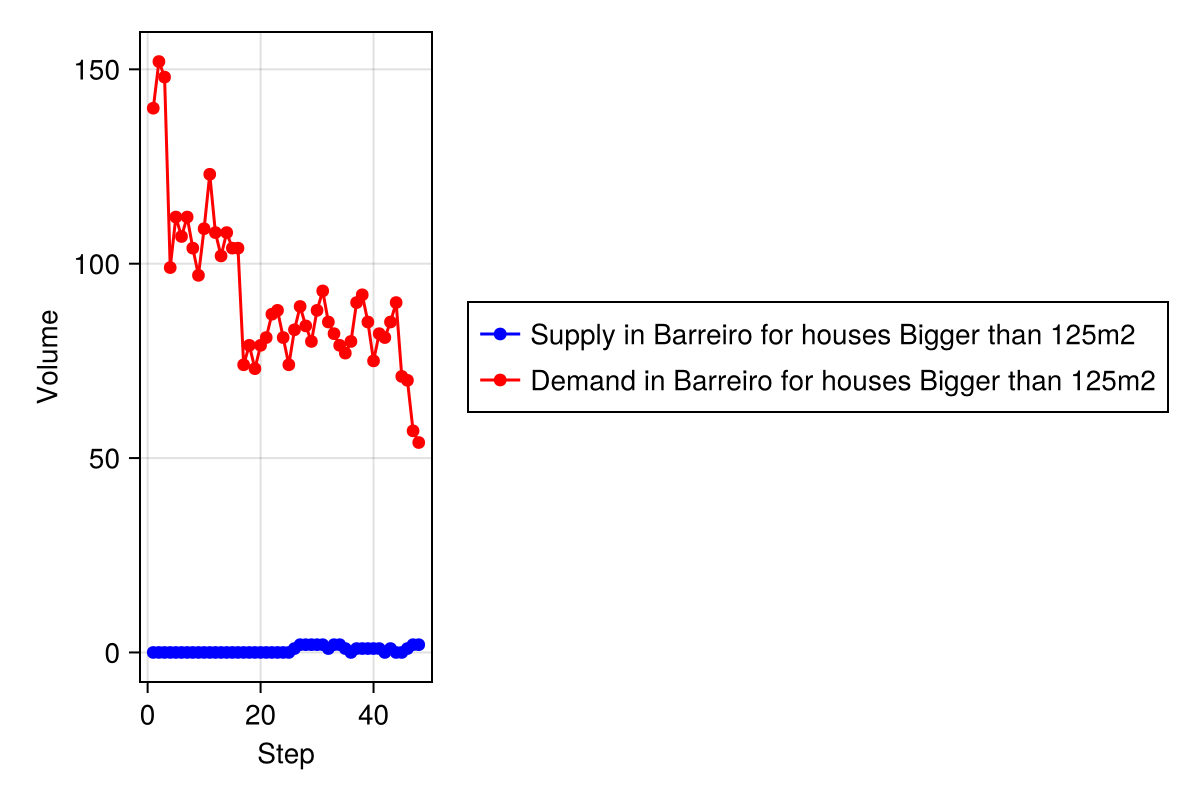 150
100
50
0
Volume
0 20 40
Step
Supply in Barreiro for houses Bigger than 125m2
Demand in Barreiro for houses Bigger than 125m2